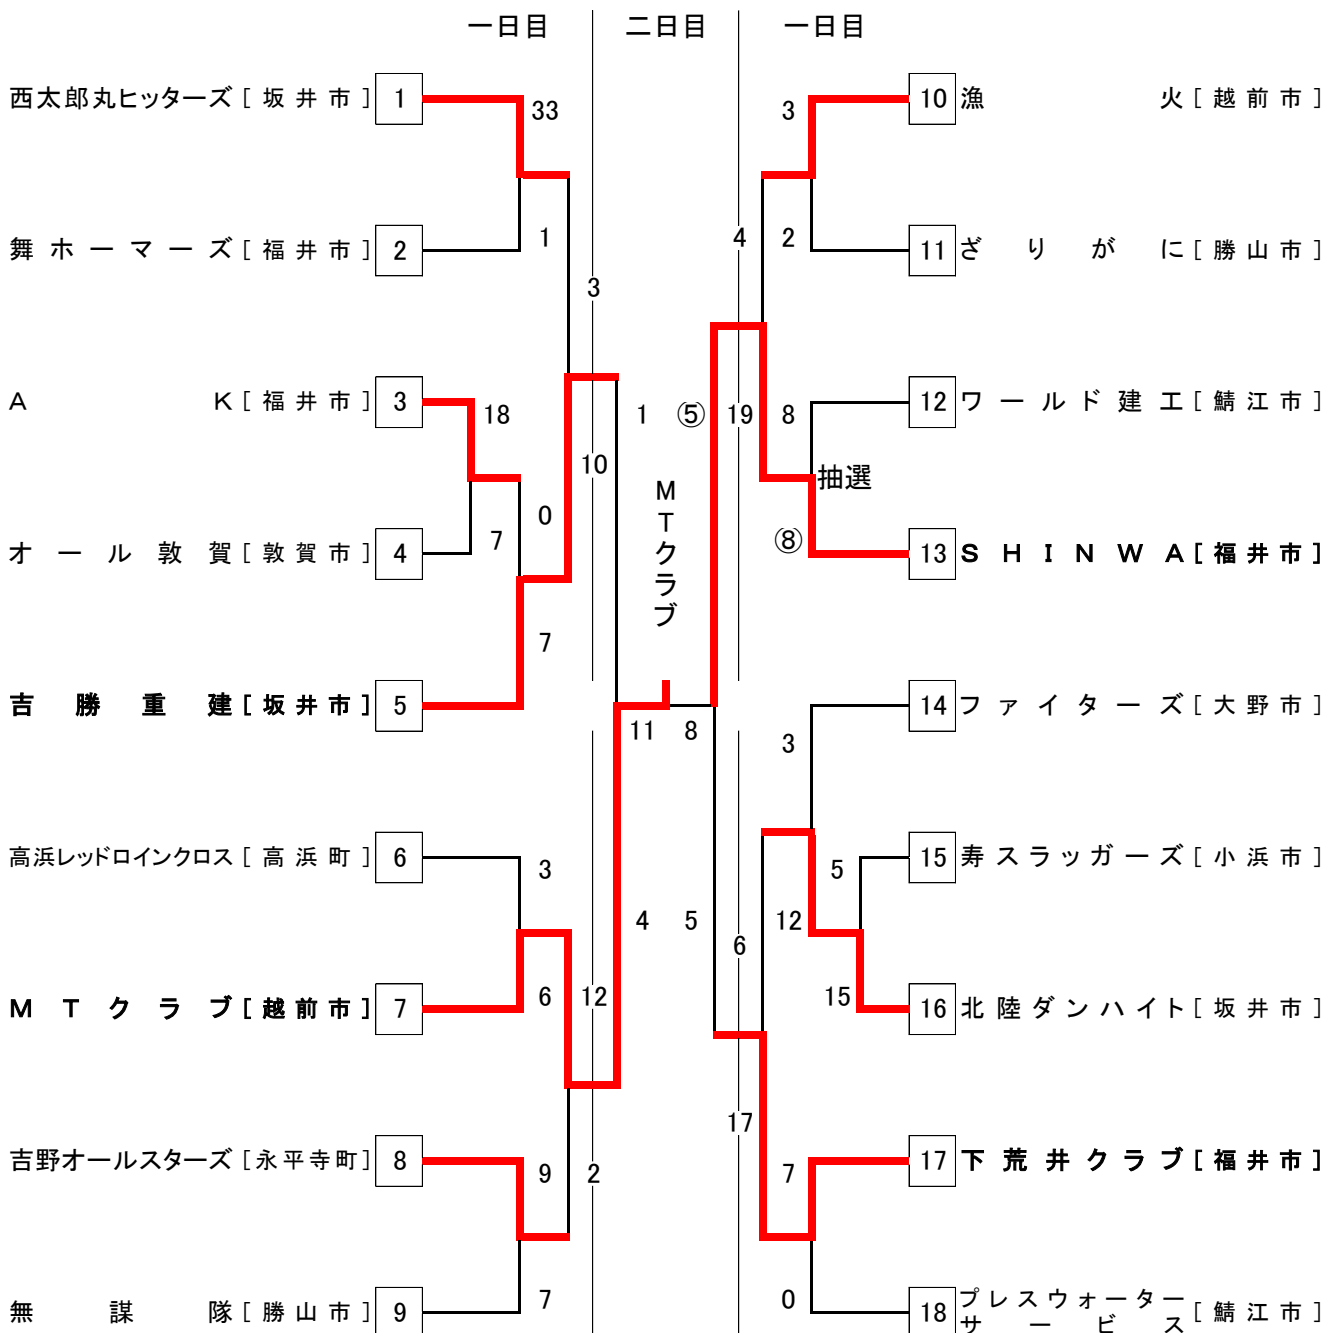 一日目 二日目 一日目
西太郎丸ヒッターズ [ 坂井市 ] 1 33 3 10 漁火 [ 越前市 ]
舞ホーマーズ [ 福井市 ] 2 1 4 2 11 ざりがに [ 勝山市 ]
3
AK [ 福井市 ] 3 18 1 ⑤ 19 8 12 ワールド建工 [ 鯖江市 ]
10 抽選
MTクラブ
オール敦賀 [ 敦賀市 ] 4 7 0 ⑧ 13 SHINWA [ 福井市 ]
7
吉勝重建 [ 坂井市 ] 5 14 ファイターズ [ 大野市 ]
11 8 3
高浜レッドロインクロス [ 高浜町 ] 6 3 5 15 寿スラッガーズ [ 小浜市 ]
4 5 6 12
MTクラブ [ 越前市 ] 7 6 12 15 16 北陸ダンハイト [ 坂井市 ]
17
吉野オールスターズ [ 永平寺町 ] 8 9 2 7 17 下荒井クラブ [ 福井市 ]
無謀隊 [ 勝山市 ] 9 7 0 18 プレスウォーター
サービス [ 鯖江市 ]